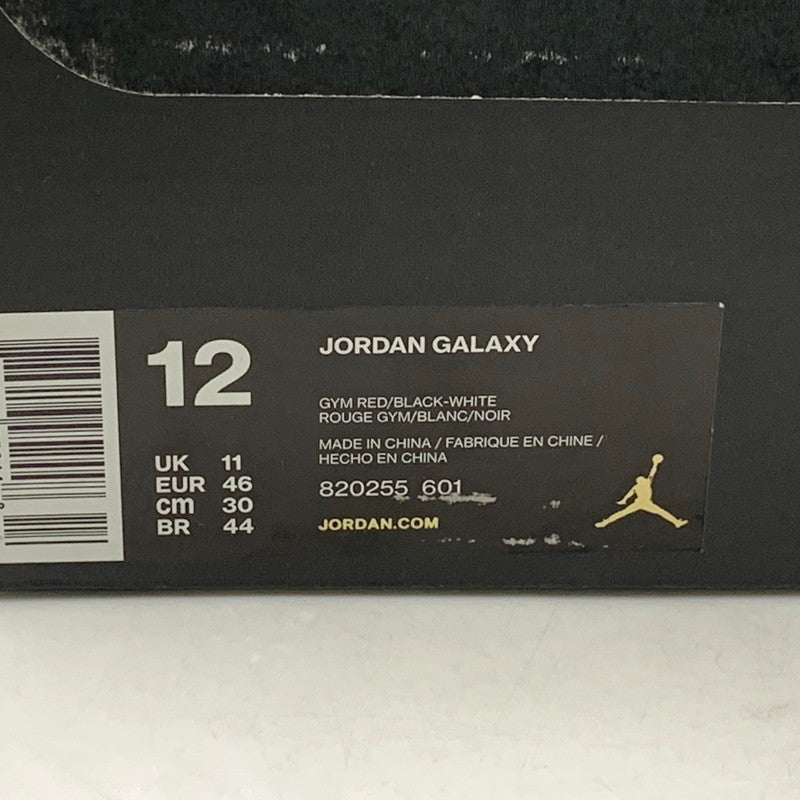 12
UK 11
EUR 46
cm 30
BR 44
JORDAN GALAXY
GYM RED/BLACK-WHITE
ROUGE GYM/BLANC/NOIR
MADE IN CHINA / FABRIQUE EN CHINE /
HECHO EN CHINA
820255 601
JORDAN.COM